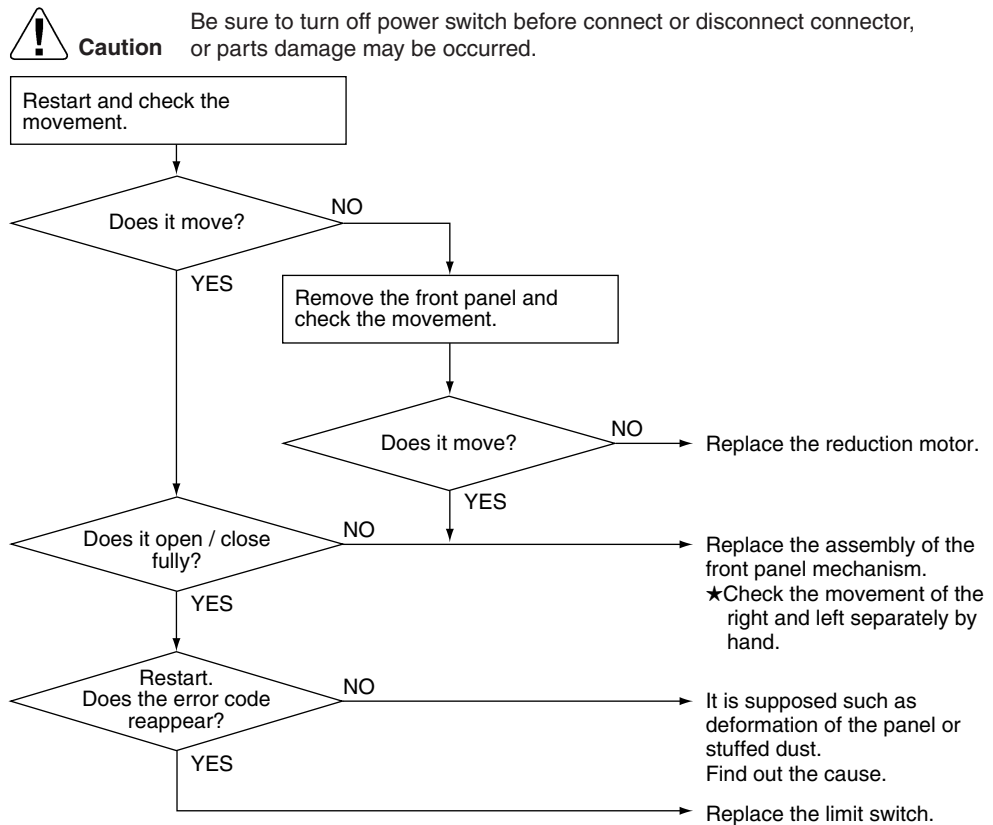 Caution
Be sure to turn off power switch before connect or disconnect connector,
or parts damage may be occurred.
Restart and check the
movement.
Does it move?
NO
YES
Remove the front panel and
check the movement.
Does it move?
NO
Replace the reduction motor.
YES
Does it open / close
fully?
NO
Replace the assembly of the
front panel mechanism.
★Check the movement of the
right and left separately by
hand.
YES
Restart.
Does the error code
reappear?
NO
It is supposed such as
deformation of the panel or
stuffed dust.
Find out the cause.
YES
Replace the limit switch.